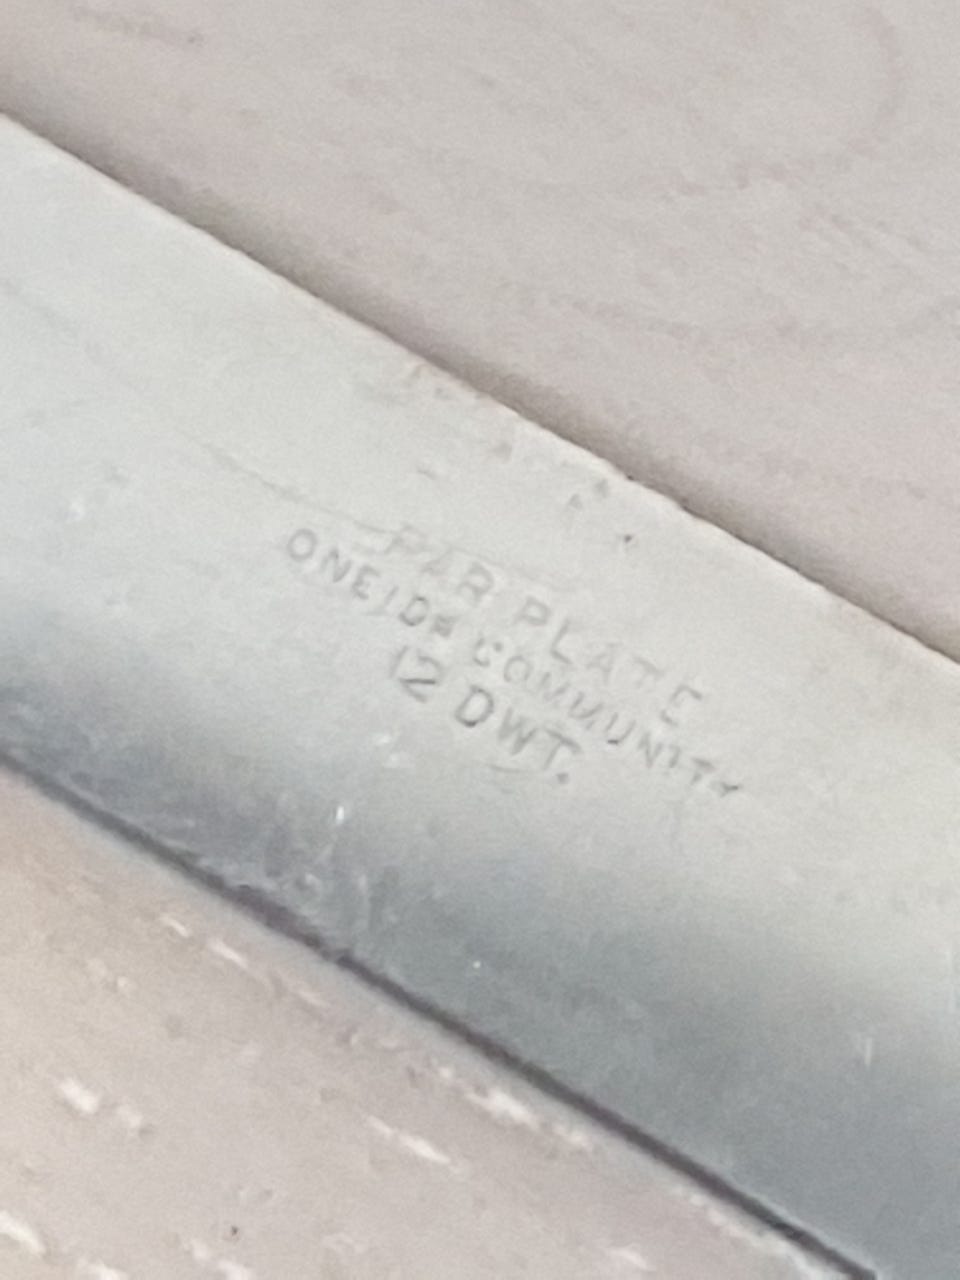 PAR PLATE
ONEIDA COMMUNITY
12 DWT.